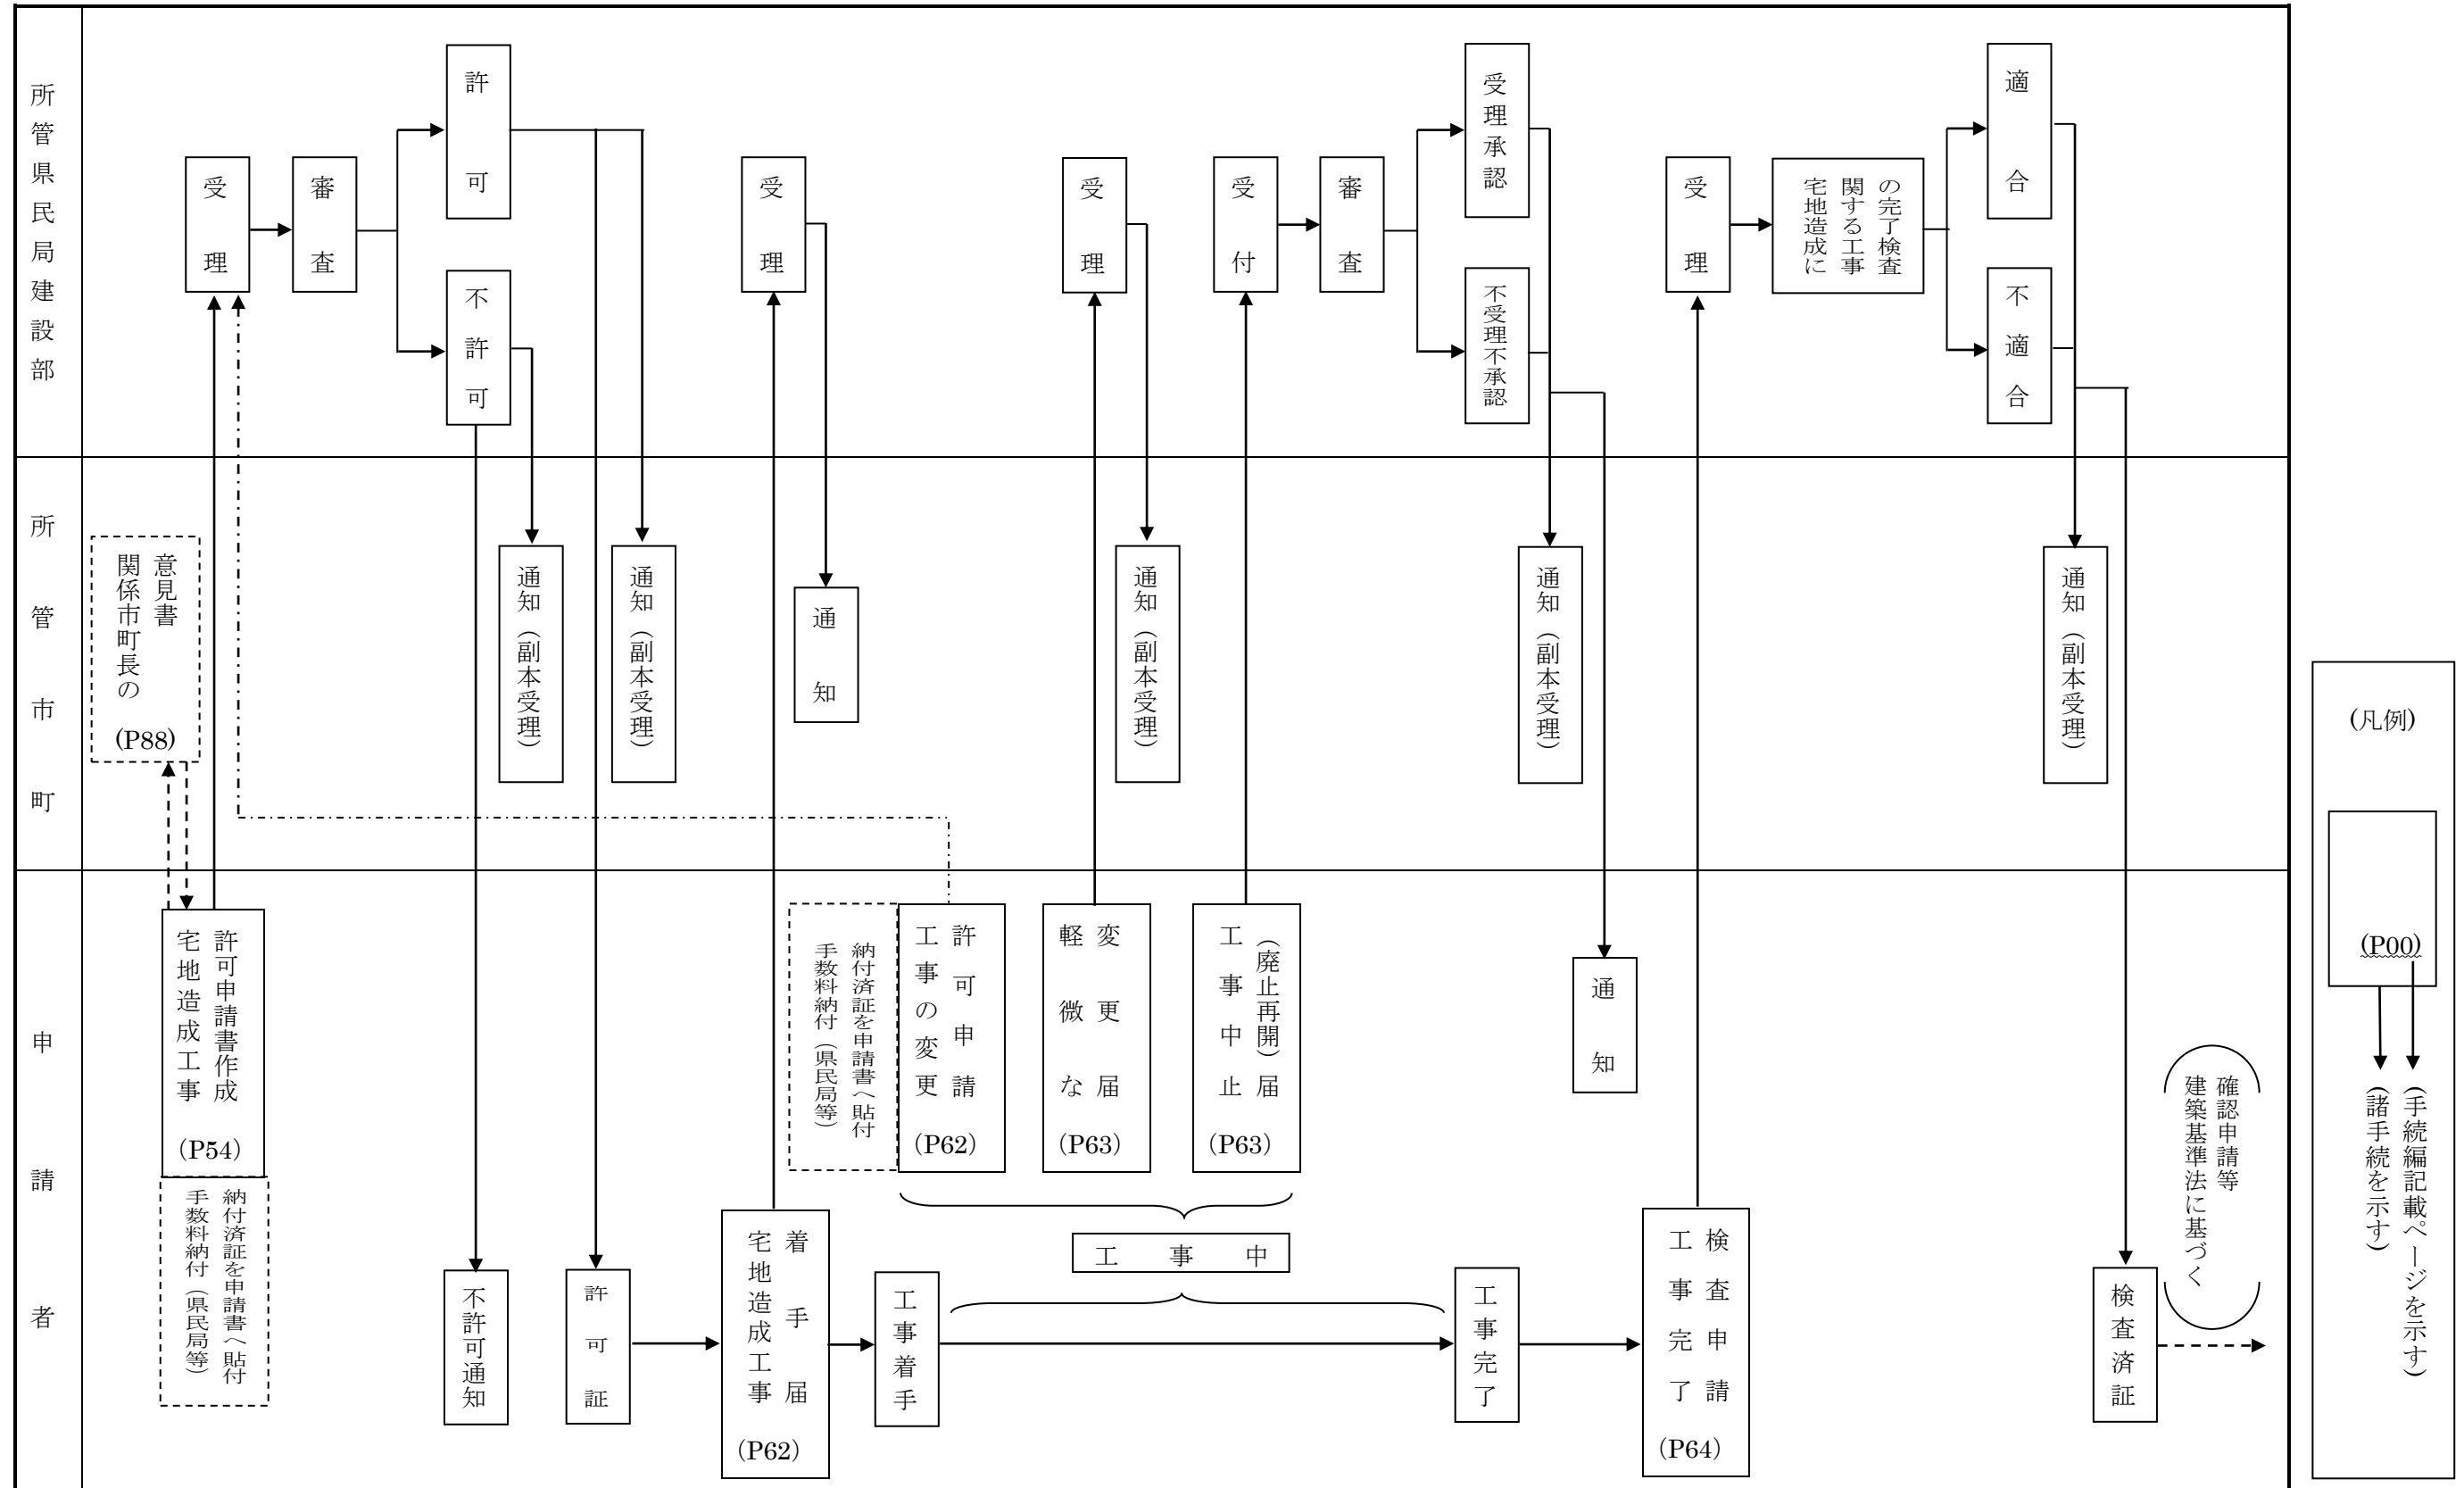 所管県民局建設部
受理
審査
許可
不許可
受理
受理
受付
審査
受理承認
不受理不承認
受理
宅地造成に
関する工事
の完了検査
適合
不適合
所管市町
関係市町長の
意見書
(P88)
通知（副本受理）
通知（副本受理）
通知
通知（副本受理）
通知（副本受理）
通知（副本受理）
申請者
宅地造成工事
許可申請書作成
(P54)
手数料納付（県民局等）
納付済証を申請書へ貼付
不許可通知
許可証
宅地造成工事
着手届
(P62)
工事着手
手数料納付（県民局等）
納付済証を申請書へ貼付
工事の変更
許可申請
(P62)
軽微な
変更届
(P63)
工事中止
（廃止再開）届
(P63)
工事中
工事完了
通知
工事完了
検査申請
(P64)
検査済証
建築基準法に基づく
確認申請等
(凡例)
(P00)
(諸手続を示す)
(手続編記載ページを示す)